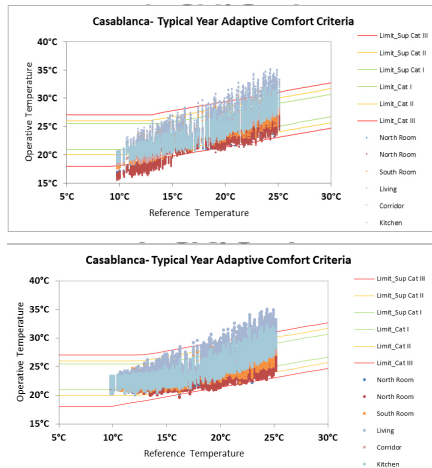 Casablanca- Typical Year Adaptive Comfort Criteria
40°C
35°C
30°C
25°C
20°C
15°C
Operative Temperature
5°C
10°C
15°C
20°C
25°C
30°C
Reference Temperature
Limit_Sup Cat III
Limit_Sup Cat II
Limit_Sup Cat I
Limit_Cat I
Limit_Cat II
Limit_Cat III
North Room
North Room
South Room
Living
Corridor
Kitchen
Casablanca- Typical Year Adaptive Comfort Criteria
40°C
35°C
30°C
25°C
20°C
15°C
Operative Temperature
5°C
10°C
15°C
20°C
25°C
30°C
Reference Temperature
Limit_Sup Cat III
Limit_Sup Cat II
Limit_Sup Cat I
Limit_Cat I
Limit_Cat II
Limit_Cat III
North Room
North Room
South Room
Living
Corridor
Kitchen